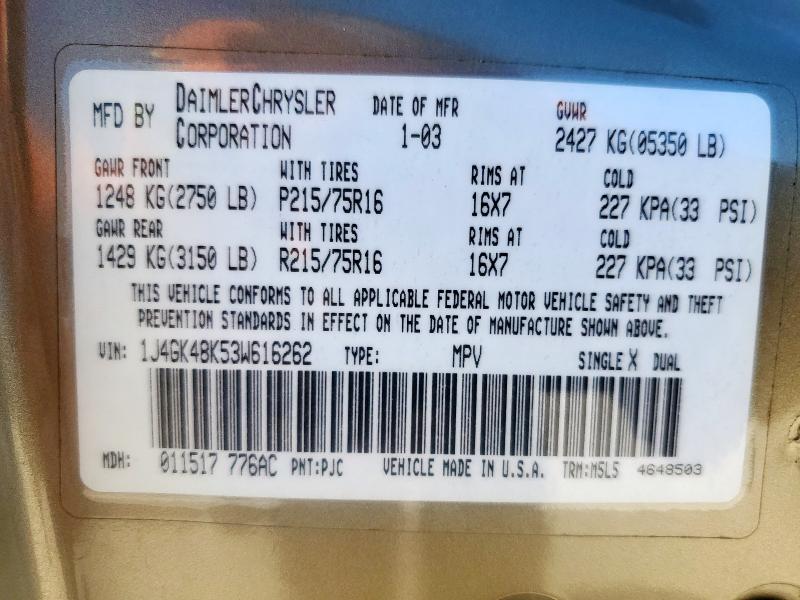 MFD BY DAIMLERCHRYSLER CORPORATION DATE OF MFR 1-03 GVWR 2427 KG(05350 LB)
GAWR FRONT WITH TIRES RIMS AT COLD
1248 KG(2750 LB) P215/75R16 16X7 227 KPA(33 PSI)
GAWR REAR WITH TIRES RIMS AT COLD
1429 KG(3150 LB) R215/75R16 16X7 227 KPA(33 PSI)
THIS VEHICLE CONFORMS TO ALL APPLICABLE FEDERAL MOTOR VEHICLE SAFETY AND THEFT
PREVENTION STANDARDS IN EFFECT ON THE DATE OF MANUFACTURE SHOWN ABOVE.
VIN: 1J4GK48K53W616262 TYPE: MPV SINGLE X DUAL
MDH: 011517 776AC PNT:PJC VEHICLE MADE IN U.S.A. TRM:MSL5 4648503